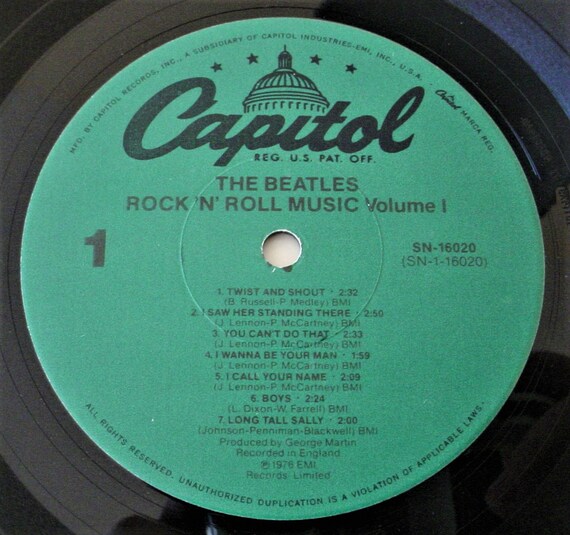 MFD. BY CAPITOL RECORDS, INC., A SUBSIDIARY OF CAPITOL INDUSTRIES-EMI, INC., U.S.A.
Capitol MARCA REG.
Capitol
REG. U.S. PAT. OFF.
THE BEATLES
ROCK 'N' ROLL MUSIC Volume I
1
SN-16020
(SN-1-16020)
1. TWIST AND SHOUT · 2:32
(B. Russell-P. Medley) BMI
2. I SAW HER STANDING THERE · 2:50
(J. Lennon-P. McCartney) BMI
3. YOU CAN'T DO THAT · 2:33
(J. Lennon-P. McCartney) BMI
4. I WANNA BE YOUR MAN · 1:59
(J. Lennon-P. McCartney) BMI
5. I CALL YOUR NAME · 2:09
(J. Lennon-P. McCartney) BMI
6. BOYS · 2:24
(L. Dixon-W. Farrell) BMI
7. LONG TALL SALLY · 2:00
(Johnson-Penniman-Blackwell) BMI
Produced by George Martin
Recorded in England
℗ 1976 EMI
Records, Limited
ALL RIGHTS RESERVED. UNAUTHORIZED DUPLICATION IS A VIOLATION OF APPLICABLE LAWS.